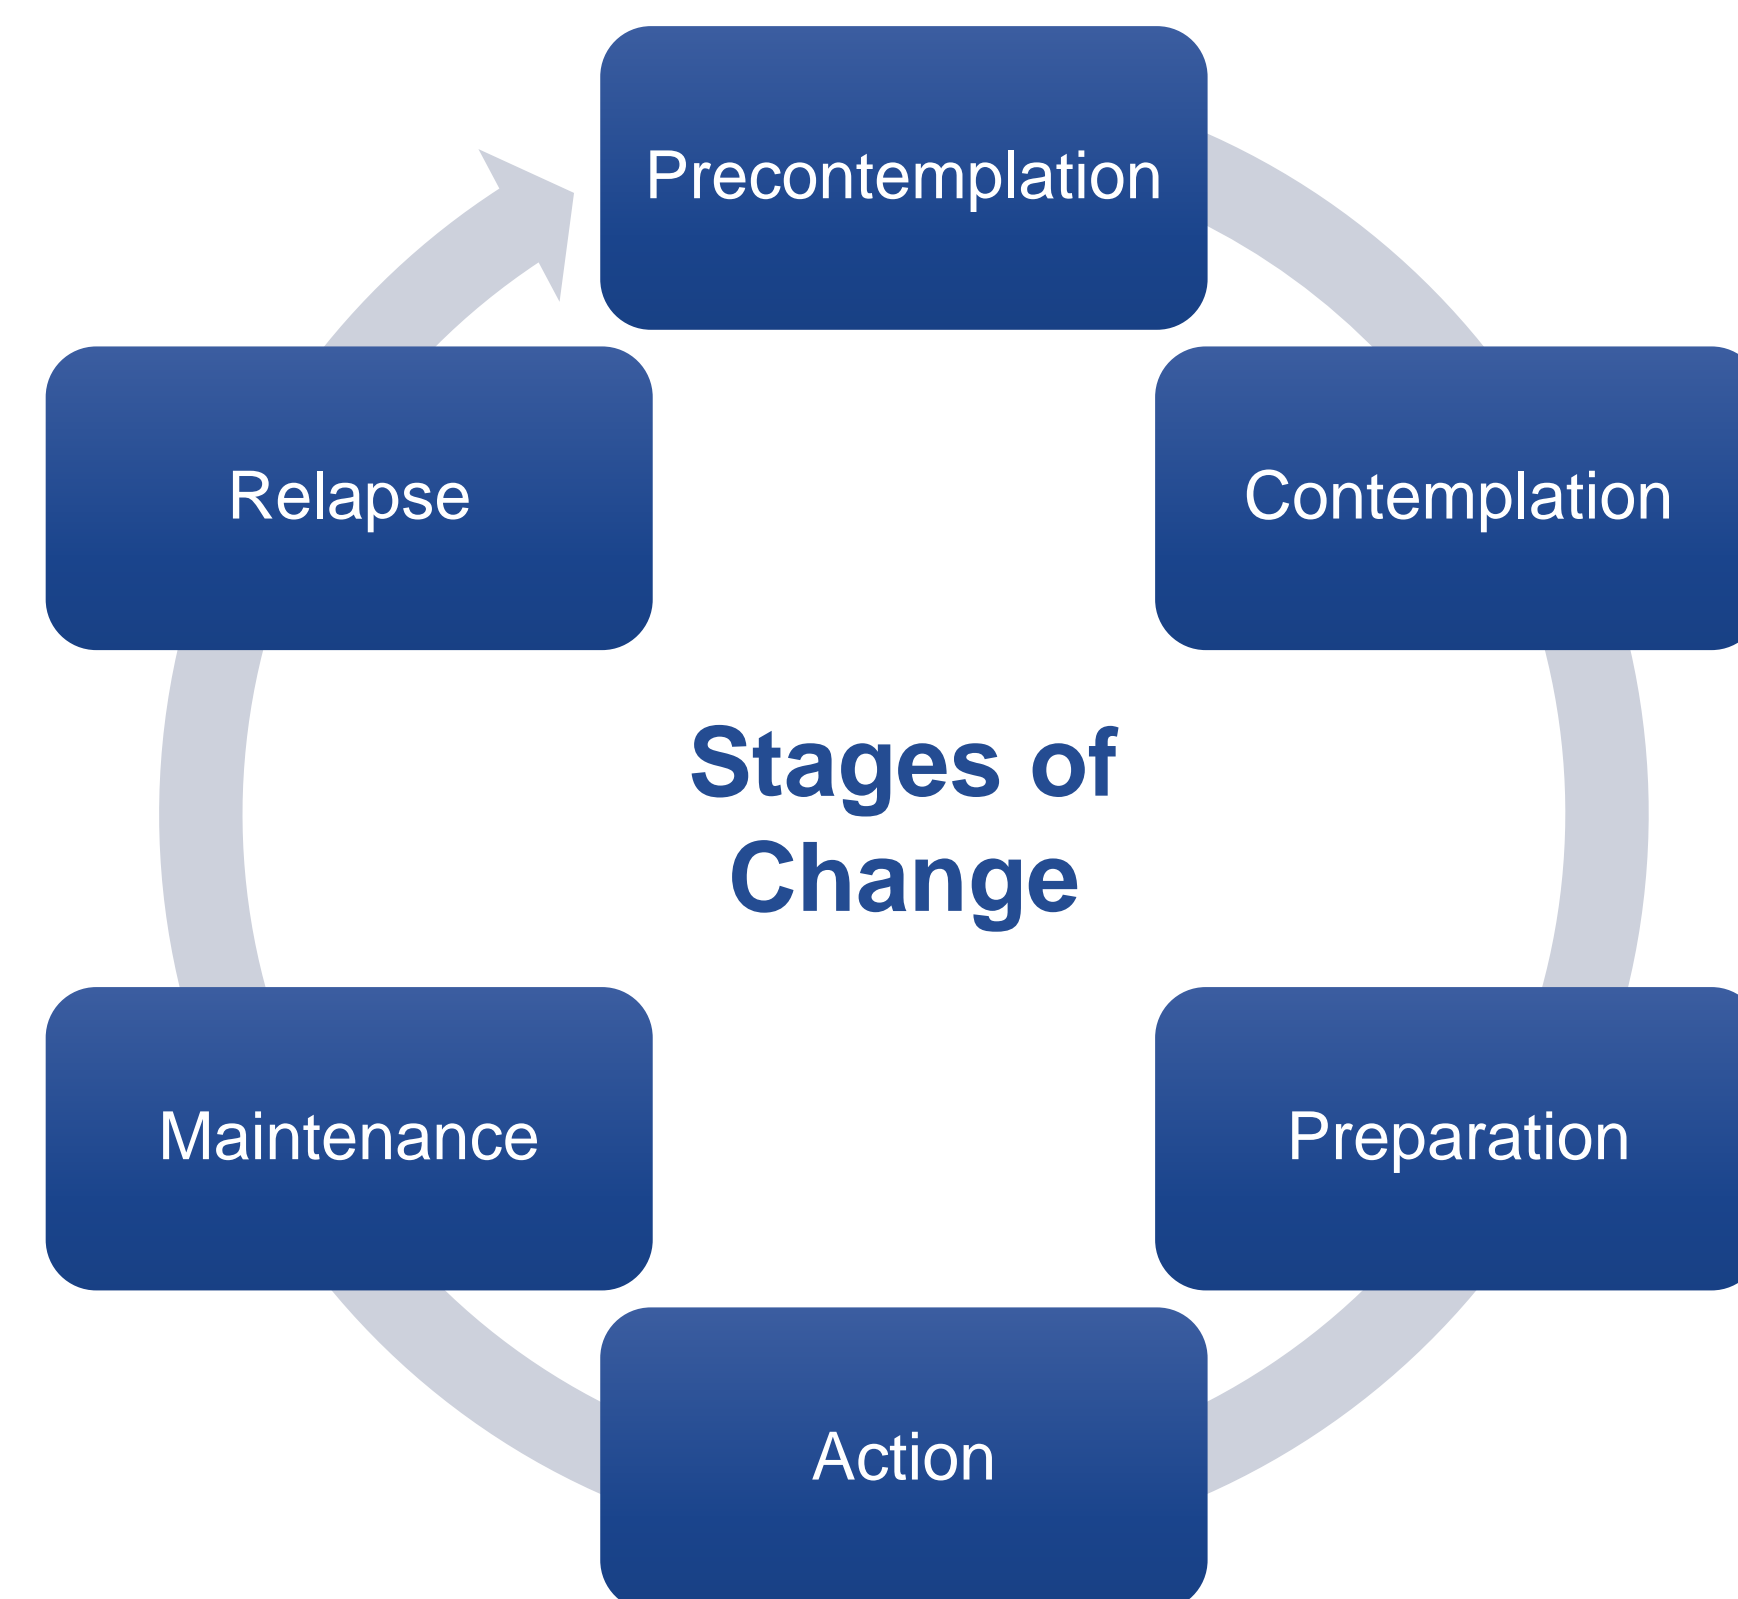 Precontemplation
Relapse
Contemplation
Stages of
Change
Maintenance
Preparation
Action